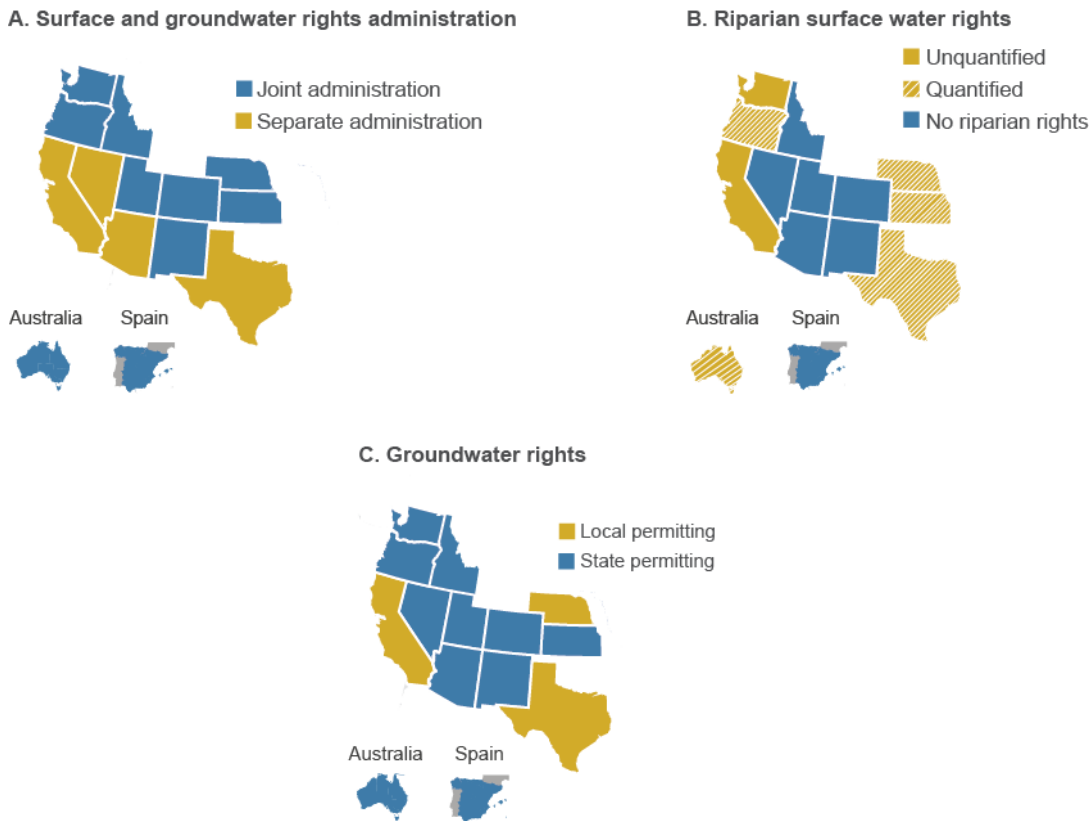 A. Surface and groundwater rights administration
Joint administration
Separate administration
Australia
Spain
B. Riparian surface water rights
Unquantified
Quantified
No riparian rights
Australia
Spain
C. Groundwater rights
Local permitting
State permitting
Australia
Spain